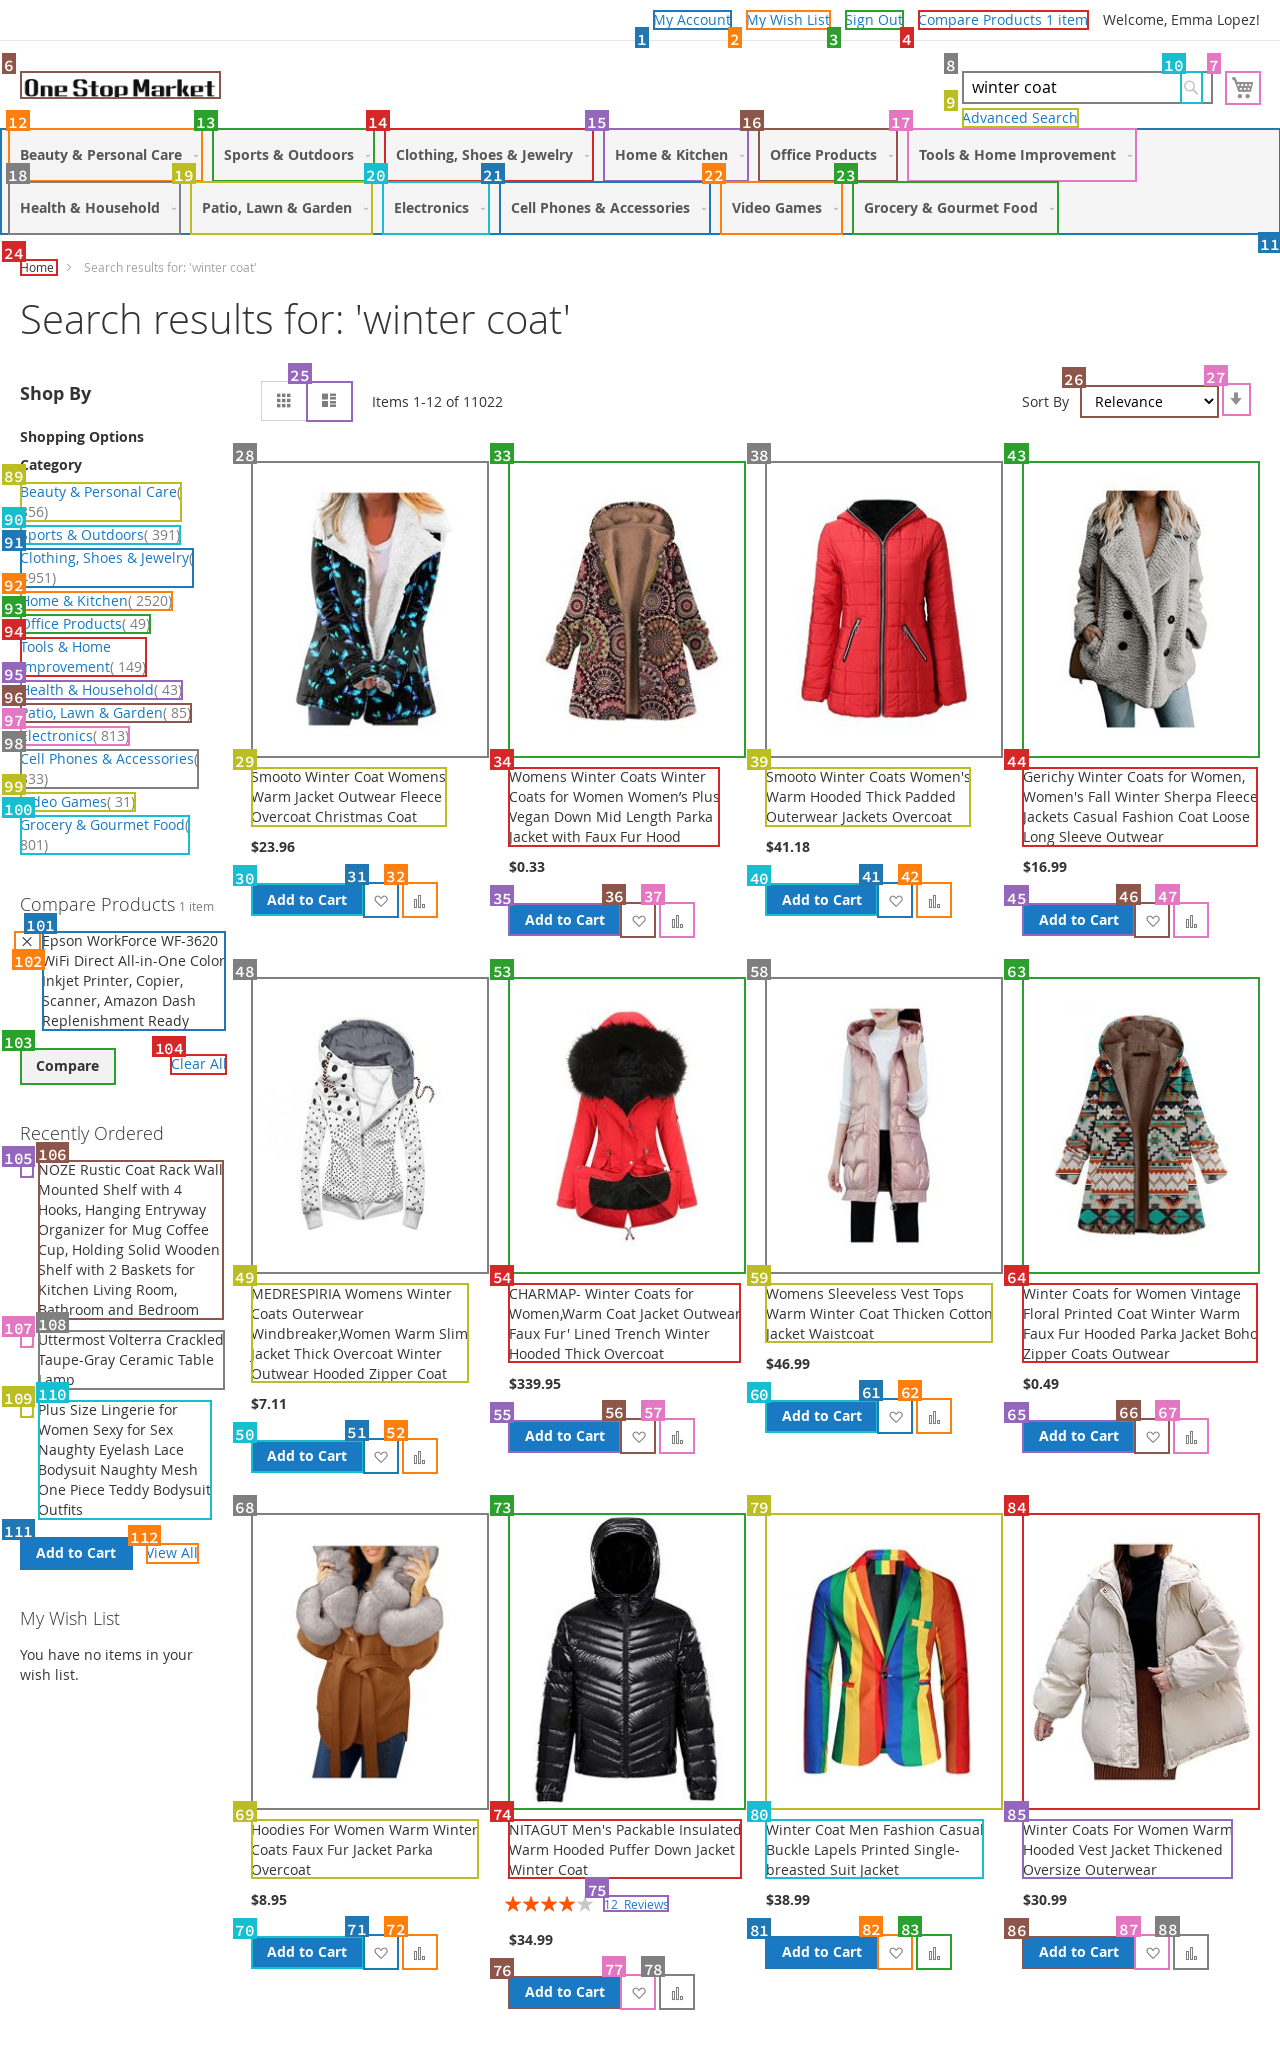 My Account
My Wish List
Sign Out
Compare Products 1 item
Welcome, Emma Lopez!
1
2
3
4
6
One Stop Market
8
winter coat
10
7
9
Advanced Search
12
Beauty & Personal Care
13
Sports & Outdoors
14
Clothing, Shoes & Jewelry
15
Home & Kitchen
16
Office Products
17
Tools & Home Improvement
18
Health & Household
19
Patio, Lawn & Garden
20
Electronics
21
Cell Phones & Accessories
22
Video Games
23
Grocery & Gourmet Food
11
24
Home
Search results for: 'winter coat'
Search results for: 'winter coat'
Shop By
25
Items 1-12 of 11022
Sort By
26
Relevance
27
Shopping Options
Category
89
Beauty & Personal Care(
356)
90
Sports & Outdoors( 391)
91
Clothing, Shoes & Jewelry(
951)
92
Home & Kitchen( 2520)
93
Office Products( 49)
94
Tools & Home
Improvement( 149)
95
Health & Household( 43)
96
Patio, Lawn & Garden( 85)
97
Electronics( 813)
98
Cell Phones & Accessories(
33)
99
Video Games( 31)
100
Grocery & Gourmet Food(
801)
Compare Products 1 item
101
102
Epson WorkForce WF-3620
WiFi Direct All-in-One Color
Inkjet Printer, Copier,
Scanner, Amazon Dash
Replenishment Ready
103
Compare
104
Clear All
Recently Ordered
105
106
NOZE Rustic Coat Rack Wall
Mounted Shelf with 4
Hooks, Hanging Entryway
Organizer for Mug Coffee
Cup, Holding Solid Wooden
Shelf with 2 Baskets for
Kitchen Living Room,
Bathroom and Bedroom
107
108
Uttermost Volterra Crackled
Taupe-Gray Ceramic Table
Lamp
109
110
Plus Size Lingerie for
Women Sexy for Sex
Naughty Eyelash Lace
Bodysuit Naughty Mesh
One Piece Teddy Bodysuit
Outfits
111
Add to Cart
112
View All
My Wish List
You have no items in your
wish list.
28
29
Smooto Winter Coat Womens
Warm Jacket Outwear Fleece
Overcoat Christmas Coat
$23.96
30
Add to Cart
31
32
33
34
Womens Winter Coats Winter
Coats for Women Women’s Plus
Vegan Down Mid Length Parka
Jacket with Faux Fur Hood
$0.33
35
Add to Cart
36
37
38
39
Smooto Winter Coats Women's
Warm Hooded Thick Padded
Outerwear Jackets Overcoat
$41.18
40
Add to Cart
41
42
43
44
Gerichy Winter Coats for Women,
Women's Fall Winter Sherpa Fleece
Jackets Casual Fashion Coat Loose
Long Sleeve Outwear
$16.99
45
Add to Cart
46
47
48
49
MEDRESPIRIA Womens Winter
Coats Outerwear
Windbreaker,Women Warm Slim
Jacket Thick Overcoat Winter
Outwear Hooded Zipper Coat
$7.11
50
Add to Cart
51
52
53
54
CHARMAP- Winter Coats for
Women,Warm Coat Jacket Outwear
Faux Fur' Lined Trench Winter
Hooded Thick Overcoat
$339.95
55
Add to Cart
56
57
58
59
Womens Sleeveless Vest Tops
Warm Winter Coat Thicken Cotton
Jacket Waistcoat
$46.99
60
Add to Cart
61
62
63
64
Winter Coats for Women Vintage
Floral Printed Coat Winter Warm
Faux Fur Hooded Parka Jacket Boho
Zipper Coats Outwear
$0.49
65
Add to Cart
66
67
68
69
Hoodies For Women Warm Winter
Coats Faux Fur Jacket Parka
Overcoat
$8.95
70
Add to Cart
71
72
73
74
NITAGUT Men's Packable Insulated
Warm Hooded Puffer Down Jacket
Winter Coat
75
12 Reviews
$34.99
76
Add to Cart
77
78
79
80
Winter Coat Men Fashion Casual
Buckle Lapels Printed Single-
breasted Suit Jacket
$38.99
81
Add to Cart
82
83
84
85
Winter Coats For Women Warm
Hooded Vest Jacket Thickened
Oversize Outerwear
$30.99
86
Add to Cart
87
88